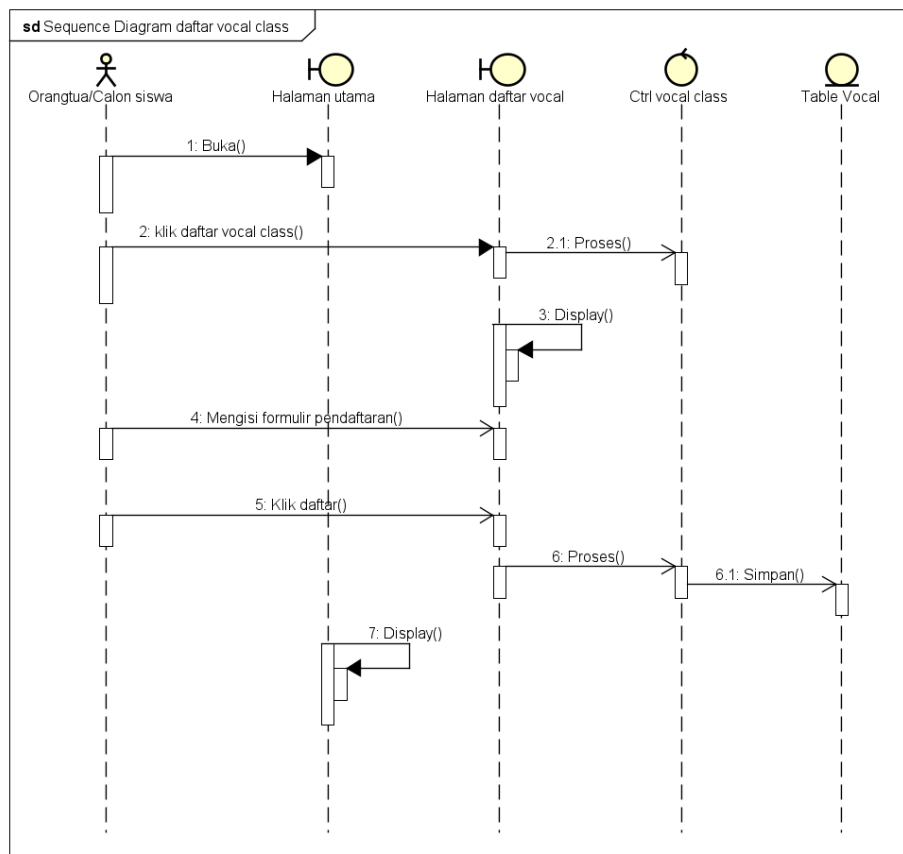 sd Sequence Diagram daftar vocal class
Orangtua/Calon siswa
Halaman utama
Halaman daftar vocal
Ctrl vocal class
Table Vocal
1: Buka()
2: klik daftar vocal class()
2.1: Proses()
3: Display()
4: Mengisi formulir pendaftaran()
5: Klik daftar()
6: Proses()
6.1: Simpan()
7: Display()